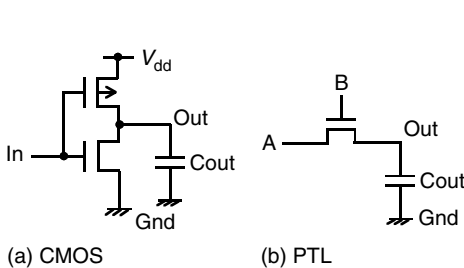 Vdd
Out
In
Cout
Gnd
(a) CMOS
B
A
Out
Cout
Gnd
(b) PTL